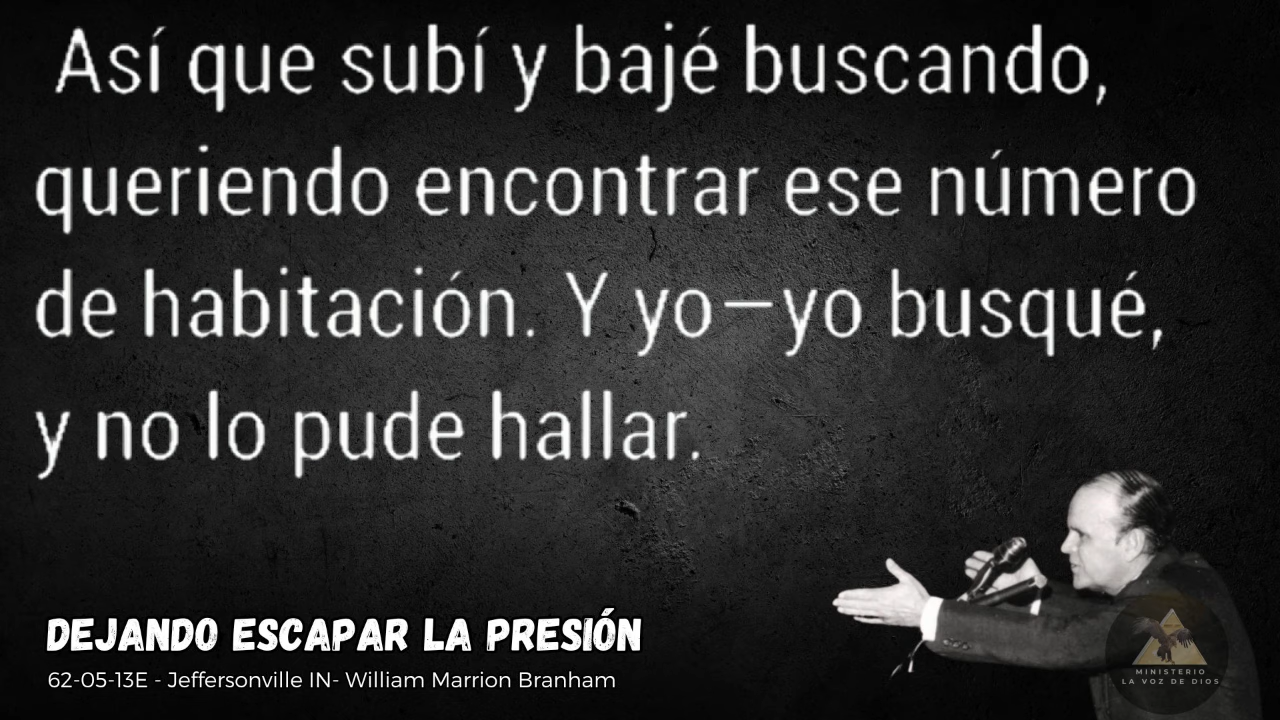 Así que subí y bajé buscando,
queriendo encontrar ese número
de habitación. Y yo—yo busqué,
y no lo pude hallar.
DEJANDO ESCAPAR LA PRESIÓN
62-05-13E - Jeffersonville IN- William Marrion Branham
MINISTERIO
LA VOZ DE DIOS